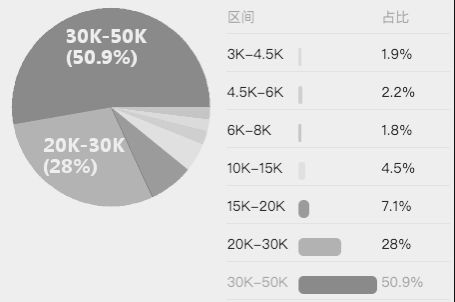 30K-50K
(50.9%)
20K-30K
(28%)
区间 占比
3K-4.5K 1.9%
4.5K-6K 2.2%
6K-8K 1.8%
10K-15K 4.5%
15K-20K 7.1%
20K-30K 28%
30K-50K 50.9%